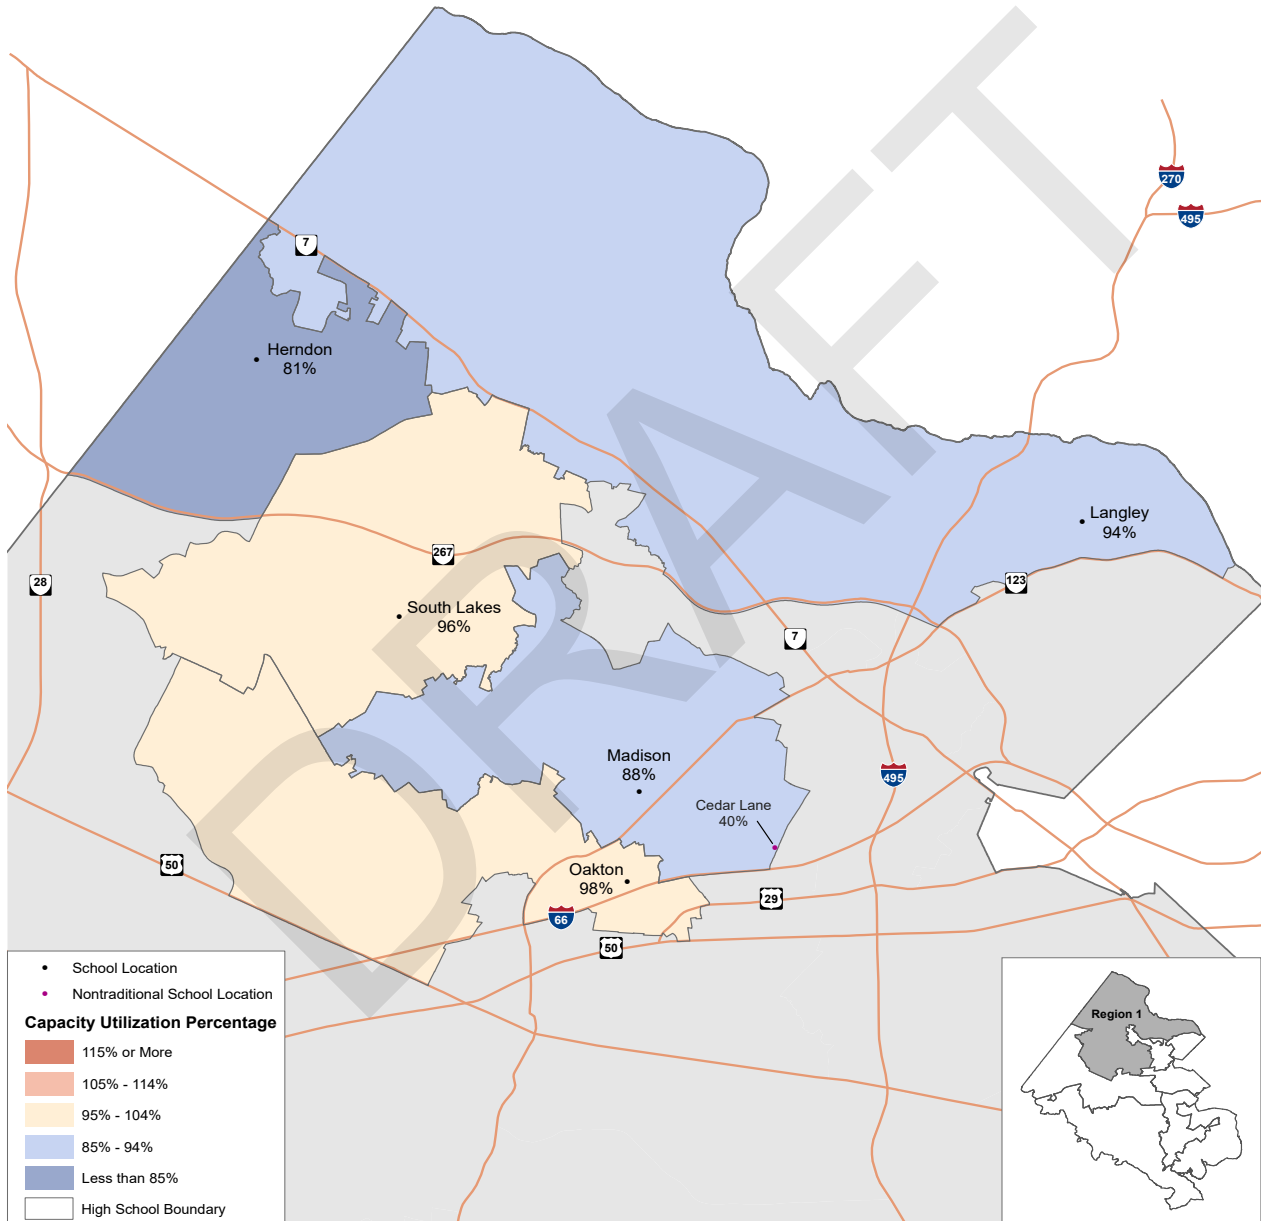 270
495
7
Herndon
81%
Langley
94%
267
28
123
South Lakes
96%
7
Madison
88%
495
Cedar Lane
40%
50
Oakton
98%
29
66
50
DRAFT
School Location
Nontraditional School Location
Capacity Utilization Percentage
115% or More
105% - 114%
95% - 104%
85% - 94%
Less than 85%
High School Boundary
Region 1